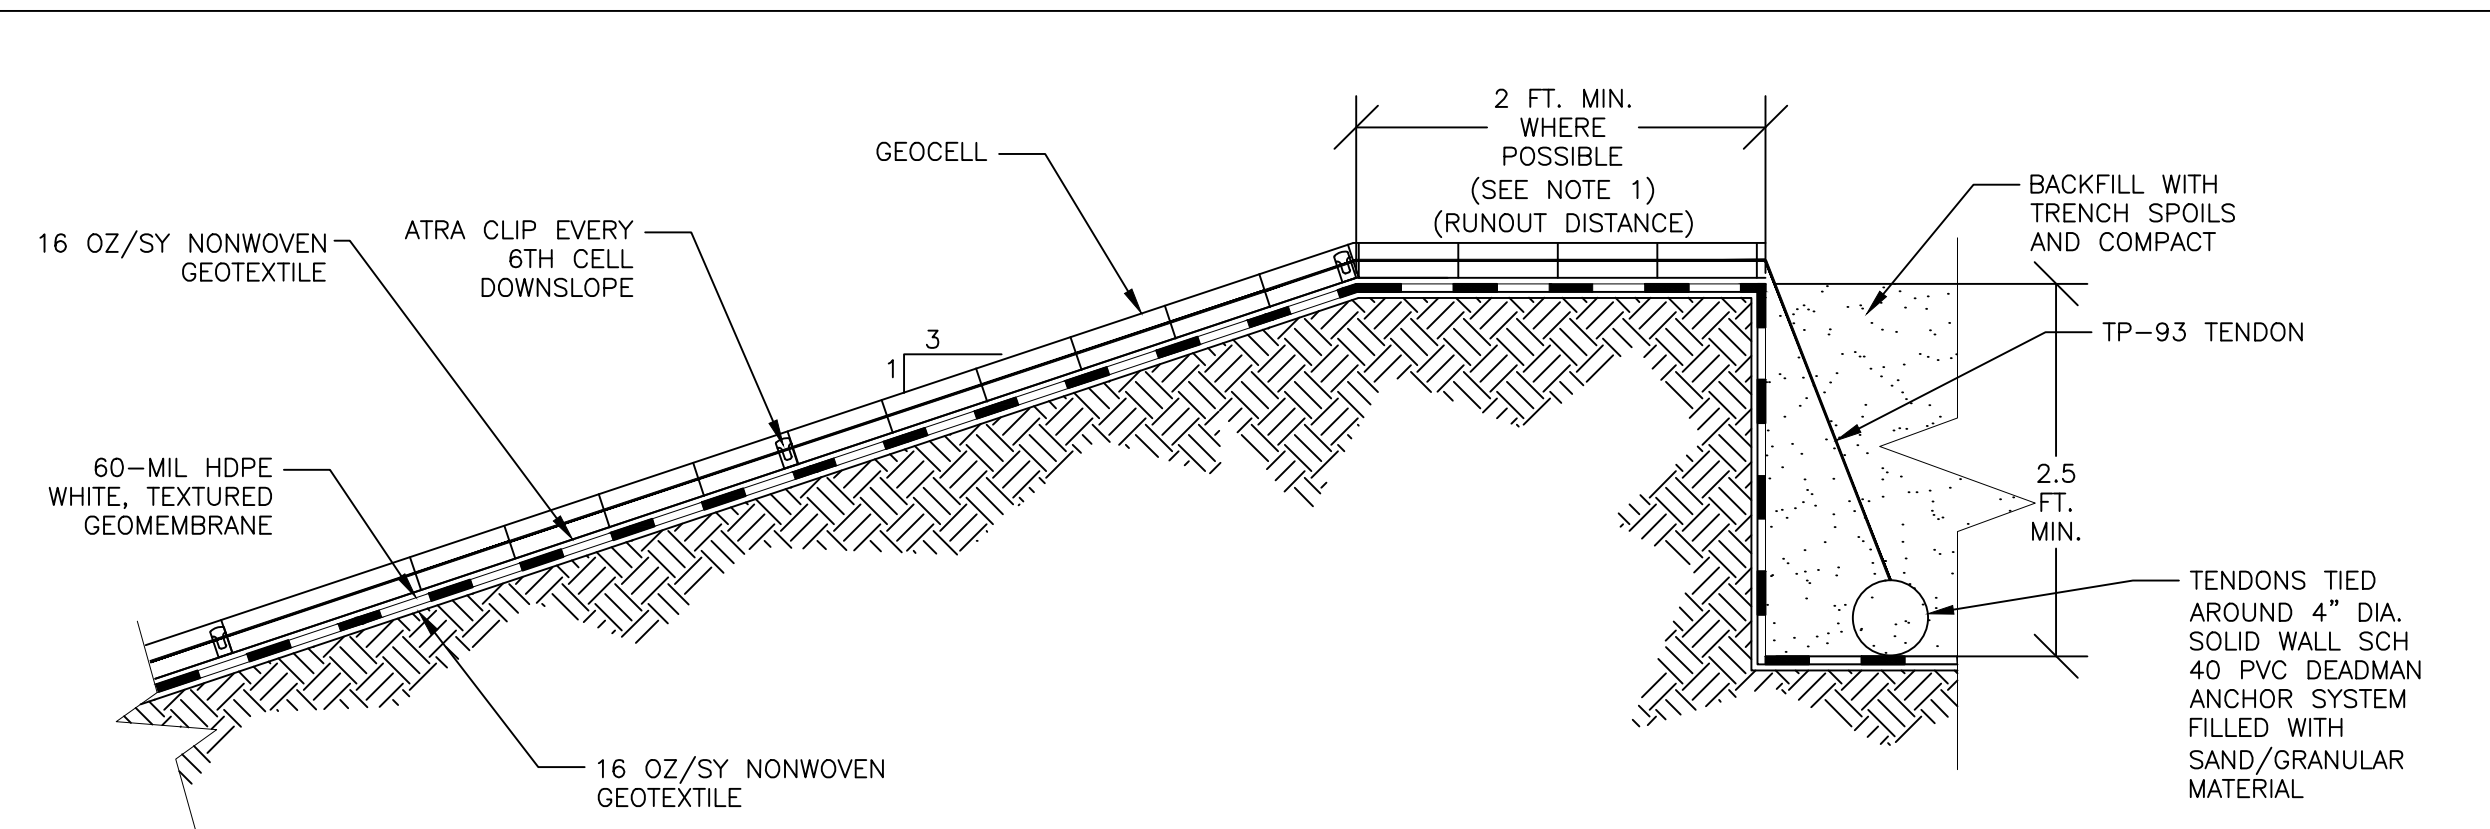 2 FT. MIN.
WHERE
POSSIBLE
(SEE NOTE 1)
(RUNOUT DISTANCE)
GEOCELL
BACKFILL WITH
TRENCH SPOILS
AND COMPACT
ATRA CLIP EVERY
6TH CELL
DOWNSLOPE
16 OZ/SY NONWOVEN
GEOTEXTILE
3
1
TP-93 TENDON
60-MIL HDPE
WHITE, TEXTURED
GEOMEMBRANE
2.5
FT.
MIN.
TENDONS TIED
AROUND 4” DIA.
SOLID WALL SCH
40 PVC DEADMAN
ANCHOR SYSTEM
FILLED WITH
SAND/GRANULAR
MATERIAL
16 OZ/SY NONWOVEN
GEOTEXTILE